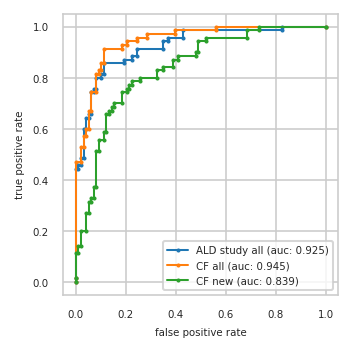 1.0
0.8
0.6
0.4
0.2
0.0
true positive rate
ALD study all (auc: 0.925)
CF all (auc: 0.945)
CF new (auc: 0.839)
0.0 0.2 0.4 0.6 0.8 1.0
false positive rate